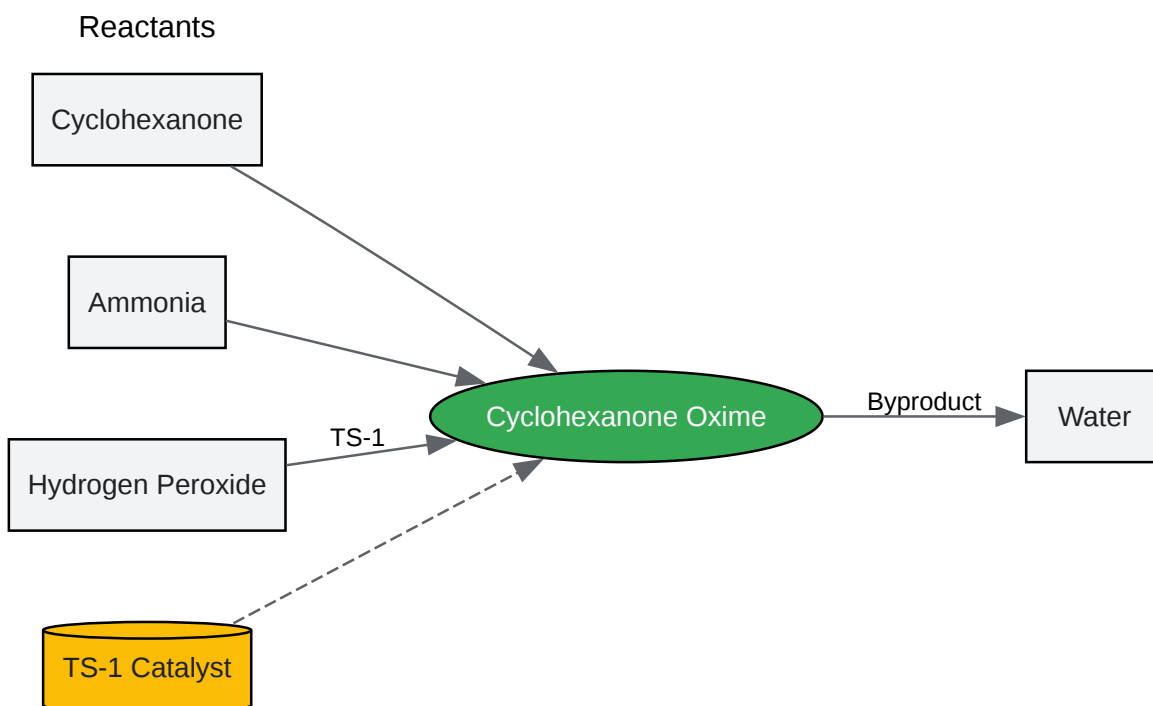 Reactants
Cyclohexanone
Ammonia
Hydrogen Peroxide
TS-1
TS-1 Catalyst
Cyclohexanone Oxime
Byproduct
Water